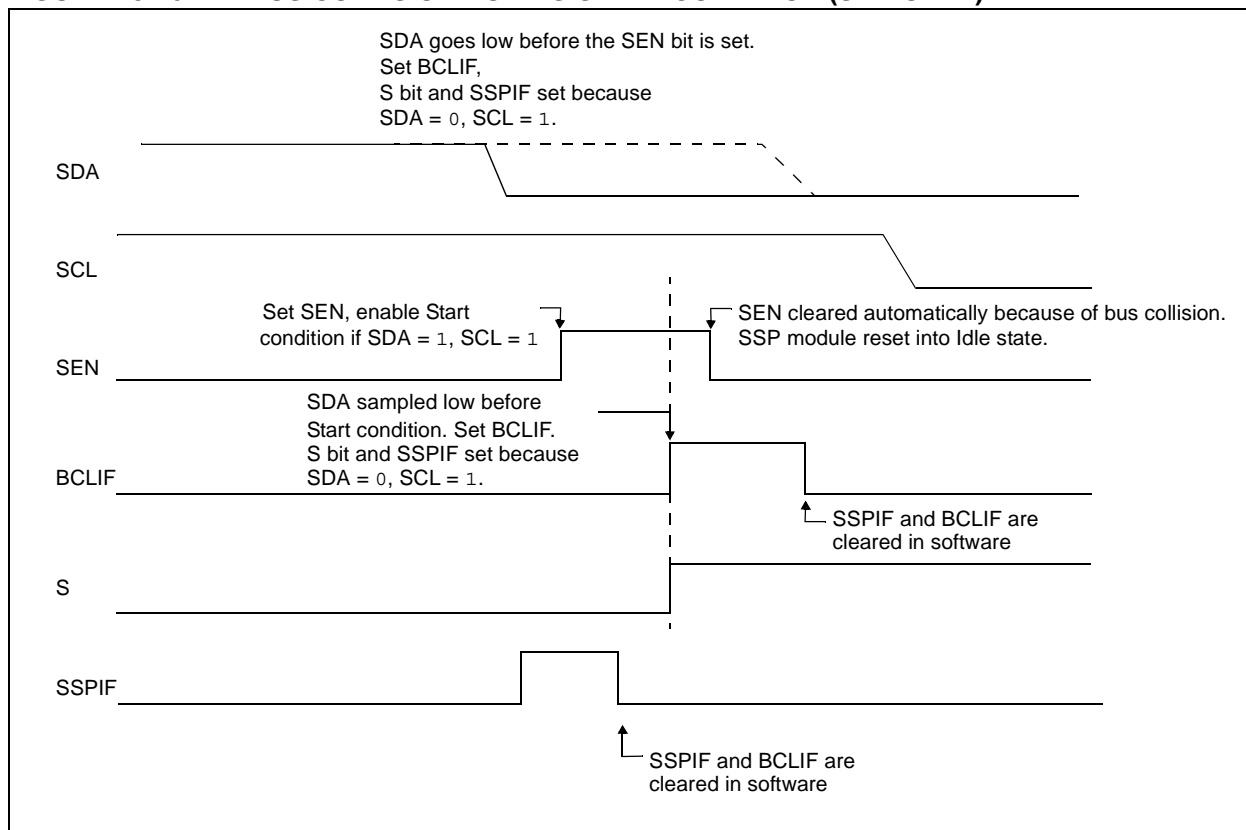 SDA goes low before the SEN bit is set.
Set BCLIF,
S bit and SSPIF set because
SDA = 0, SCL = 1.
SDA
SCL
Set SEN, enable Start
condition if SDA = 1, SCL = 1
SEN cleared automatically because of bus collision.
SSP module reset into Idle state.
SEN
SDA sampled low before
Start condition. Set BCLIF.
S bit and SSPIF set because
SDA = 0, SCL = 1.
BCLIF
SSPIF and BCLIF are
cleared in software
S
SSPIF
SSPIF and BCLIF are
cleared in software